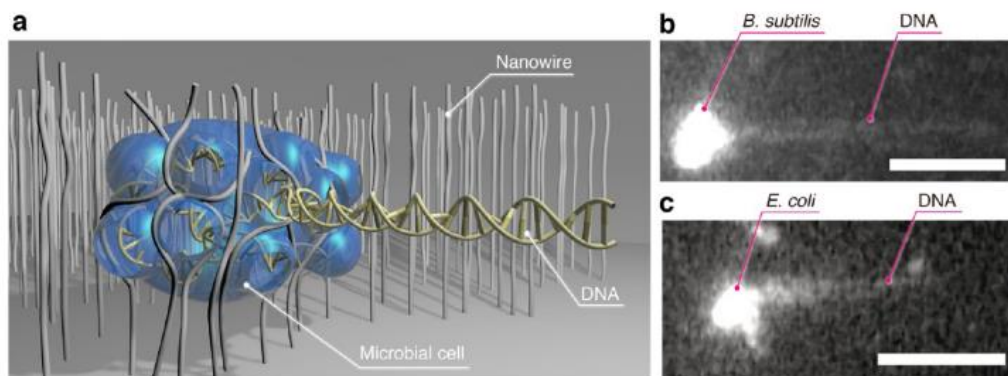 a
Nanowire
DNA
Microbial cell
b
B. subtilis
DNA
c
E. coli
DNA